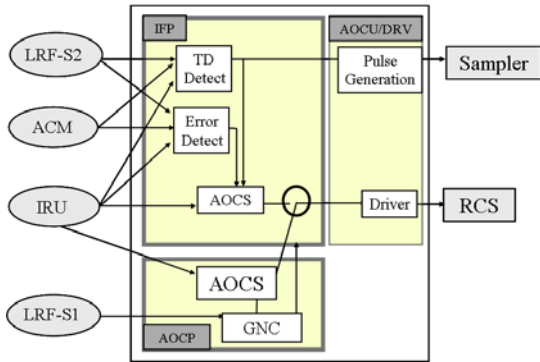 IFP
AOCU/DRV
LRF-S2
TD
Detect
Pulse
Generation
Sampler
ACM
Error
Detect
IRU
AOCS
Driver
RCS
AOCS
LRF-S1
GNC
AOCP